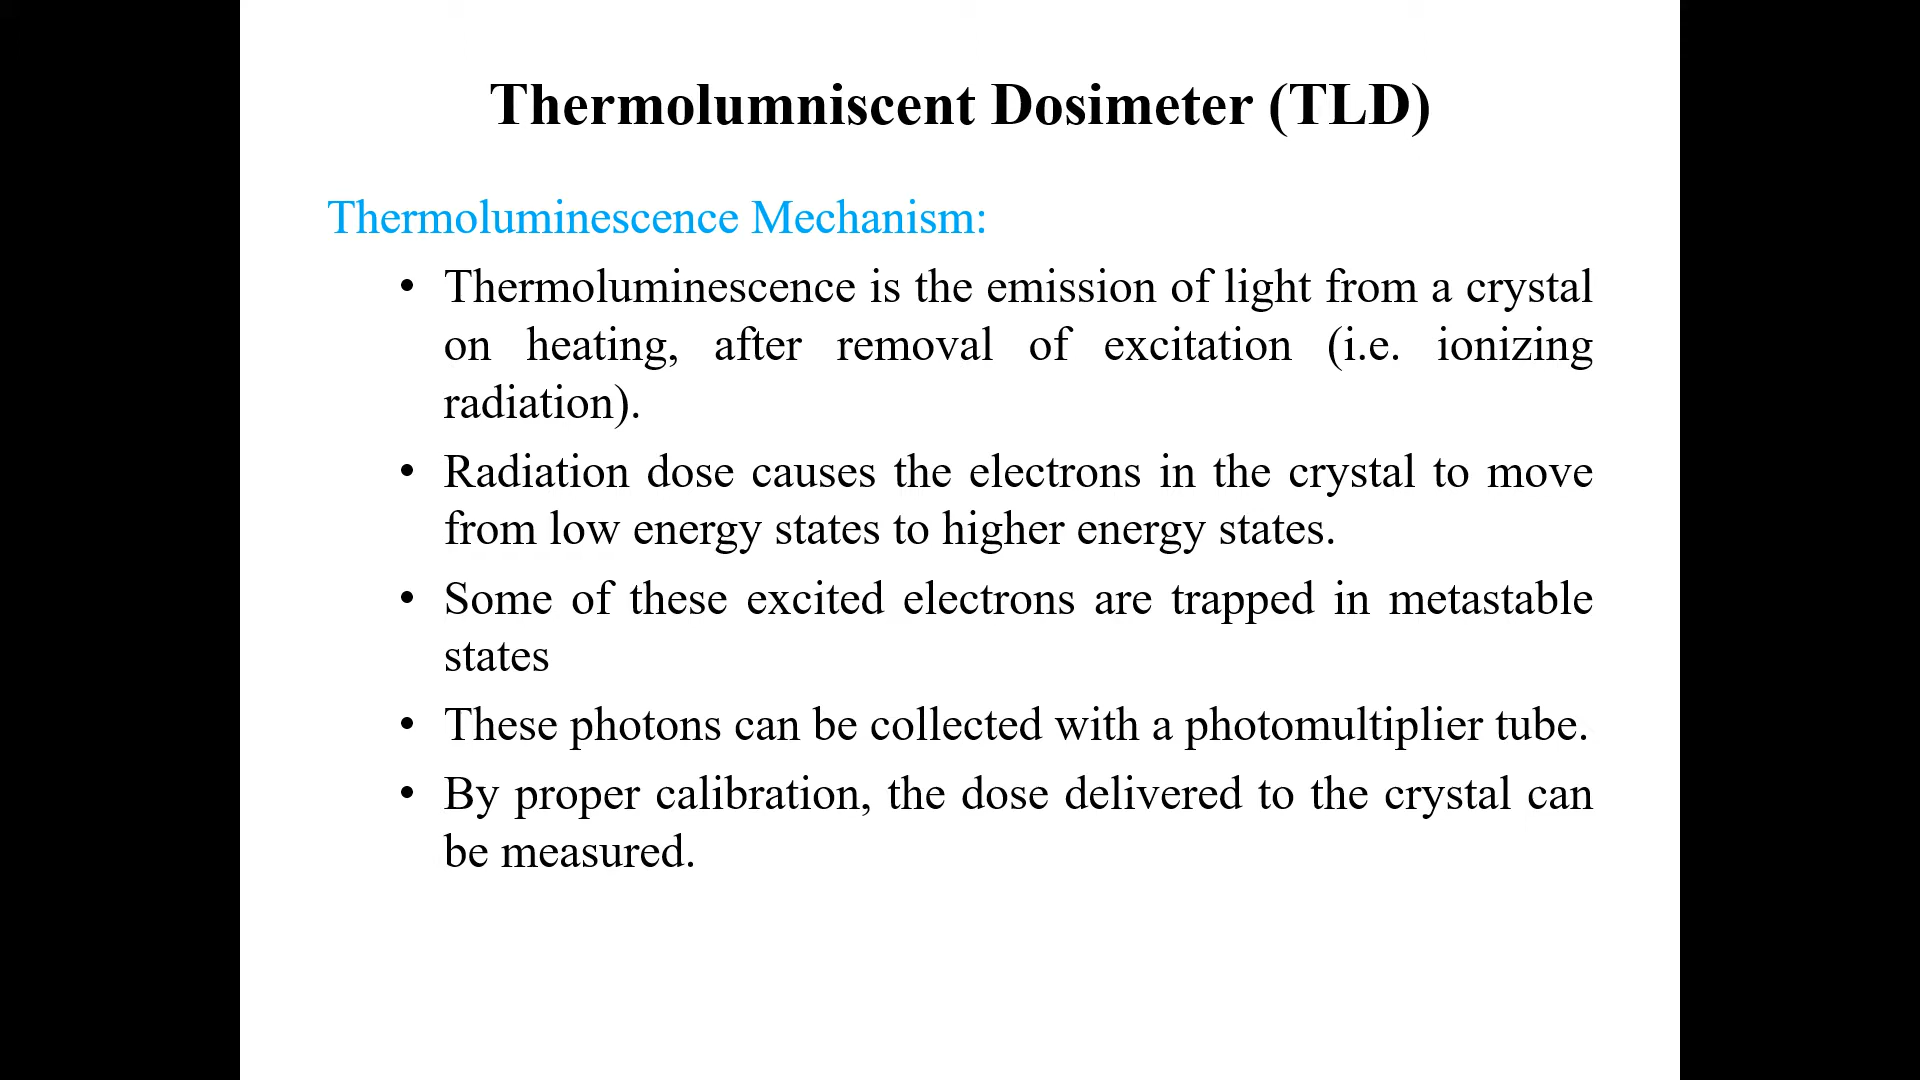 Thermolumniscent Dosimeter (TLD)
Thermoluminescence Mechanism:
• Thermoluminescence is the emission of light from a crystal
on heating, after removal of excitation (i.e. ionizing
radiation).
• Radiation dose causes the electrons in the crystal to move
from low energy states to higher energy states.
• Some of these excited electrons are trapped in metastable
states
• These photons can be collected with a photomultiplier tube.
• By proper calibration, the dose delivered to the crystal can
be measured.